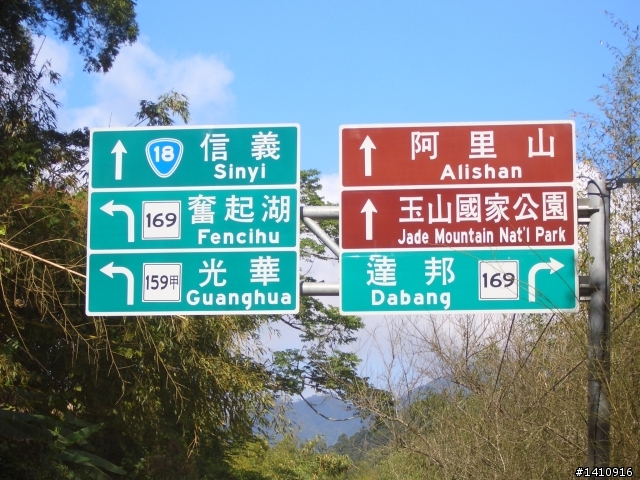 18 信義
Sinyi
169 奮起湖
Fencihu
159甲 光華
Guanghua
阿里山
Alishan
玉山國家公園
Jade Mountain Nat'l Park
達邦 169
Dabang
#1410916